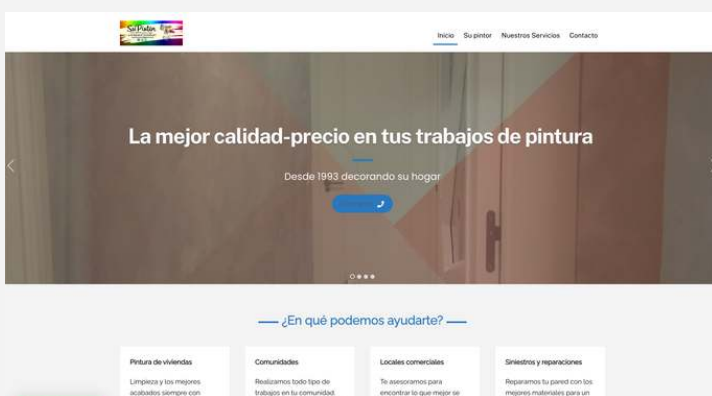 Su Pintor
Inicio Su pintor Nuestros Servicios Contacto
La mejor calidad-precio en tus trabajos de pintura
Desde 1993 decorando su hogar
¿En qué podemos ayudarte?
Pintura de viviendas
Limpieza y los mejores
acabados siempre con
Comunidades
Realizamos todo tipo de
trabajos en tu comunidad.
Locales comerciales
Te asesoramos para
encontrar lo que mejor se
Siniestros y reparaciones
Reparamos tu pared con los
mejores materiales para un